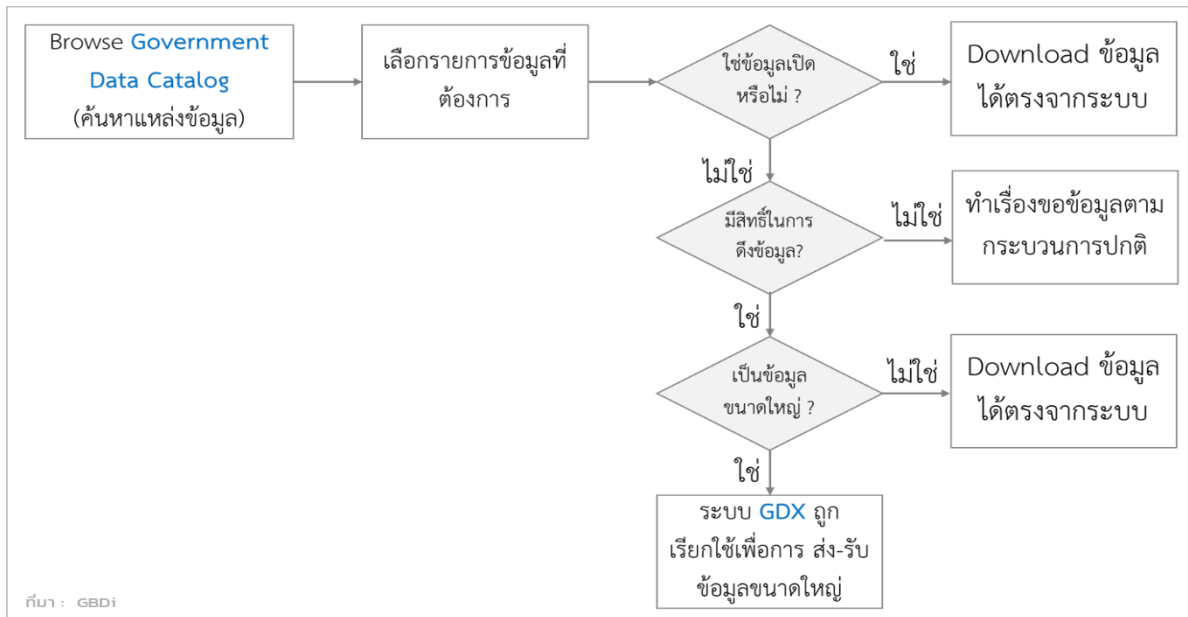 Browse Government
Data Catalog
(ค้นหาแหล่งข้อมูล)
เลือกรายการข้อมูลที่
ต้องการ
ใช่ข้อมูลเปิด
หรือไม่ ?
ใช่
Download ข้อมูล
ได้ตรงจากระบบ
ไม่ใช่
มีสิทธิ์ในการ
ดึงข้อมูล?
ไม่ใช่
ทำเรื่องขอข้อมูลตาม
กระบวนการปกติ
ใช่
เป็นข้อมูล
ขนาดใหญ่ ?
ไม่ใช่
Download ข้อมูล
ได้ตรงจากระบบ
ใช่
ระบบ GDX ถูก
เรียกใช้เพื่อการ ส่ง-รับ
ข้อมูลขนาดใหญ่
ที่มา : GBDi